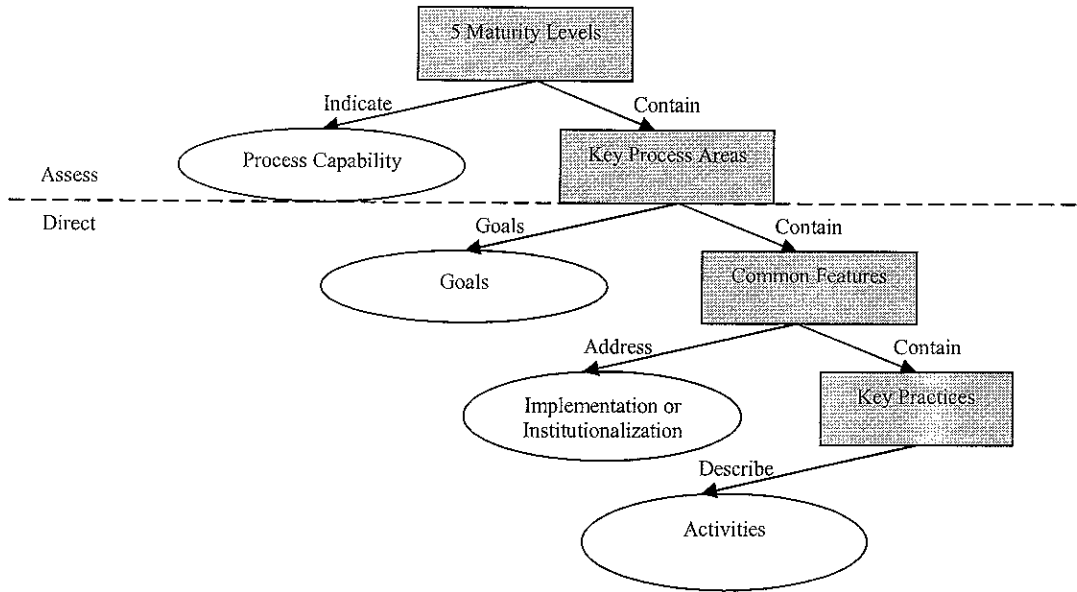 5 Maturity Levels
Indicate
Contain
Process Capability
Key Process Areas
Assess
Direct
Goals
Contain
Goals
Common Features
Address
Contain
Implementation or
Institutionalization
Key Practices
Describe
Activities